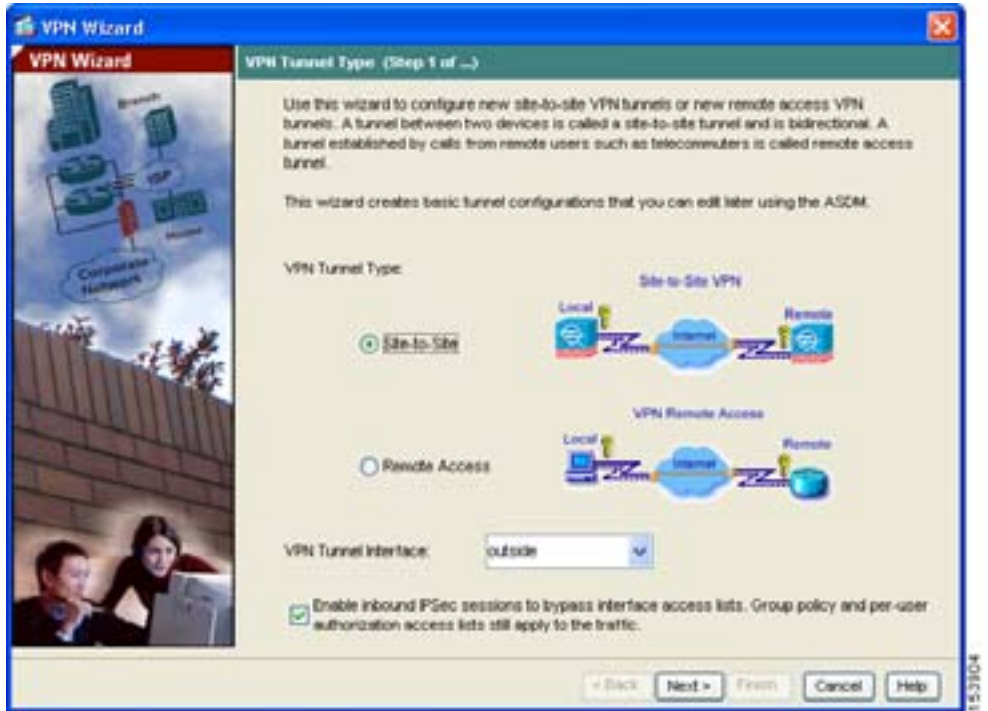 VPN Wizard
VPN Wizard
VPN Tunnel Type (Step 1 of ...)
Branch
ISP
Corporate
Network
Use this wizard to configure new site-to-site VPN tunnels or new remote access VPN
tunnels. A tunnel between two devices is called a site-to-site tunnel and is bidirectional. A
tunnel established by calls from remote users such as telecommuters is called remote access
tunnel.
This wizard creates basic tunnel configurations that you can edit later using the ASDM.
VPN Tunnel Type:
Site-to-Site VPN
Local
Remote
Internet
Site-to-Site
VPN Remote Access
Local
Remote
Internet
Remote Access
VPN Tunnel Interface:
outside
Enable inbound IPSec sessions to bypass interface access lists. Group policy and per-user
authorization access lists still apply to the traffic.
< Back
Next >
Finish
Cancel
Help
153904